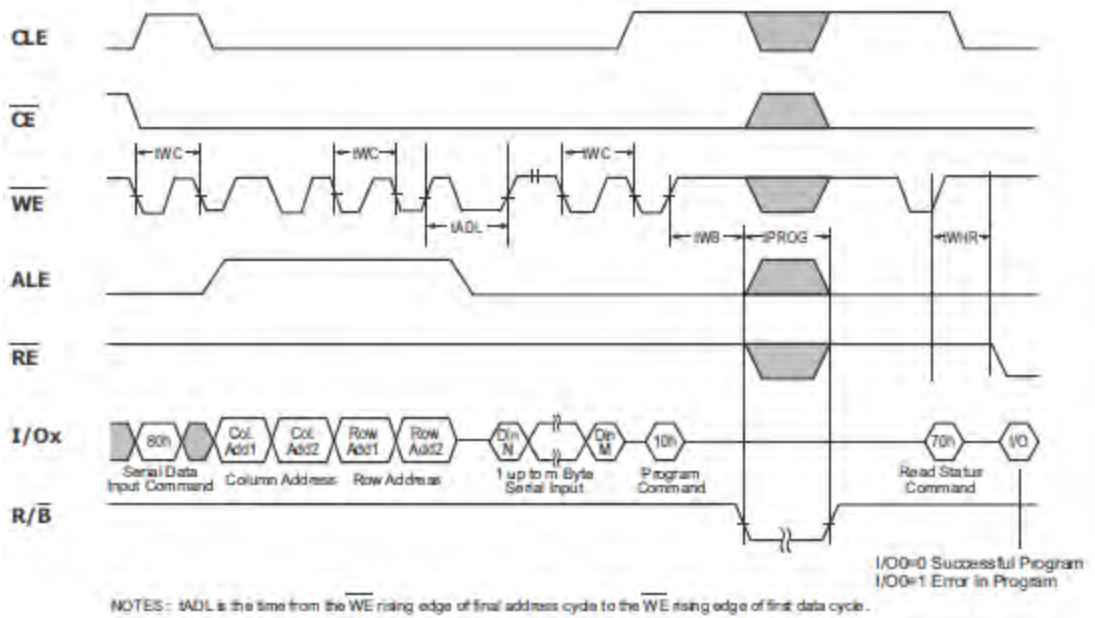 CLE
CE
tWC
tWC
tWC
WE
tADL
tWB
tPROG
tWHR
ALE
RE
I/Ox
80h
Col. Add1
Col. Add2
Row Add1
Row Add2
Din N
Din M
10h
70h
I/O
Serial Data
Input Command
Column Address
Row Address
1 up to m Byte
Serial Input
Program
Command
Read Status
Command
R/B
I/O0=0 Successful Program
I/O0=1 Error in Program
NOTES : tADL is the time from the WE rising edge of final address cycle to the WE rising edge of first data cycle.